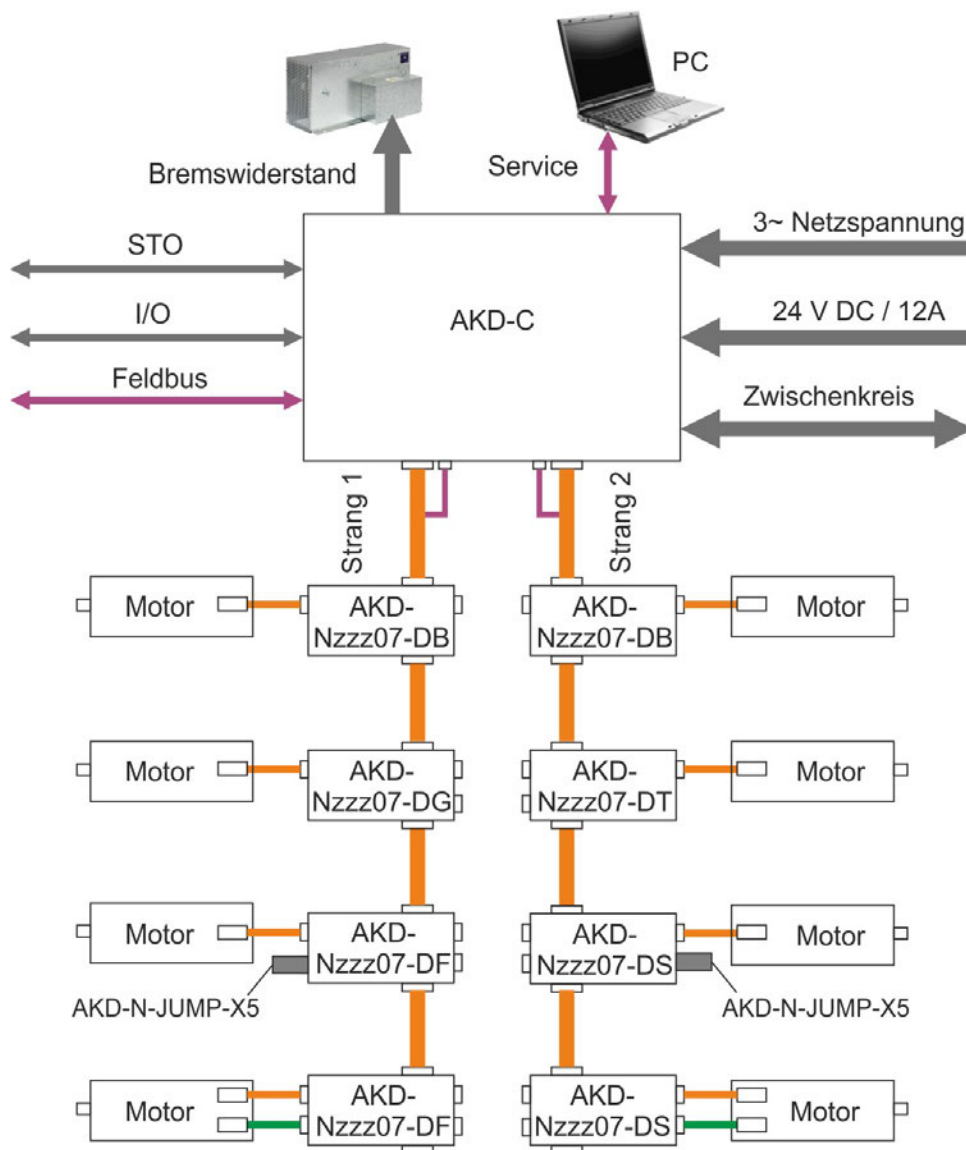 PC
Bremswiderstand
Service
STO
3~ Netzspannung
I/O
AKD-C
24 V DC / 12A
Feldbus
Zwischenkreis
Strang 1
Strang 2
Motor
AKD-
Nzzz07-DB
AKD-
Nzzz07-DB
Motor
Motor
AKD-
Nzzz07-DG
AKD-
Nzzz07-DT
Motor
Motor
AKD-
Nzzz07-DF
AKD-
Nzzz07-DS
Motor
AKD-N-JUMP-X5
AKD-N-JUMP-X5
Motor
AKD-
Nzzz07-DF
AKD-
Nzzz07-DS
Motor